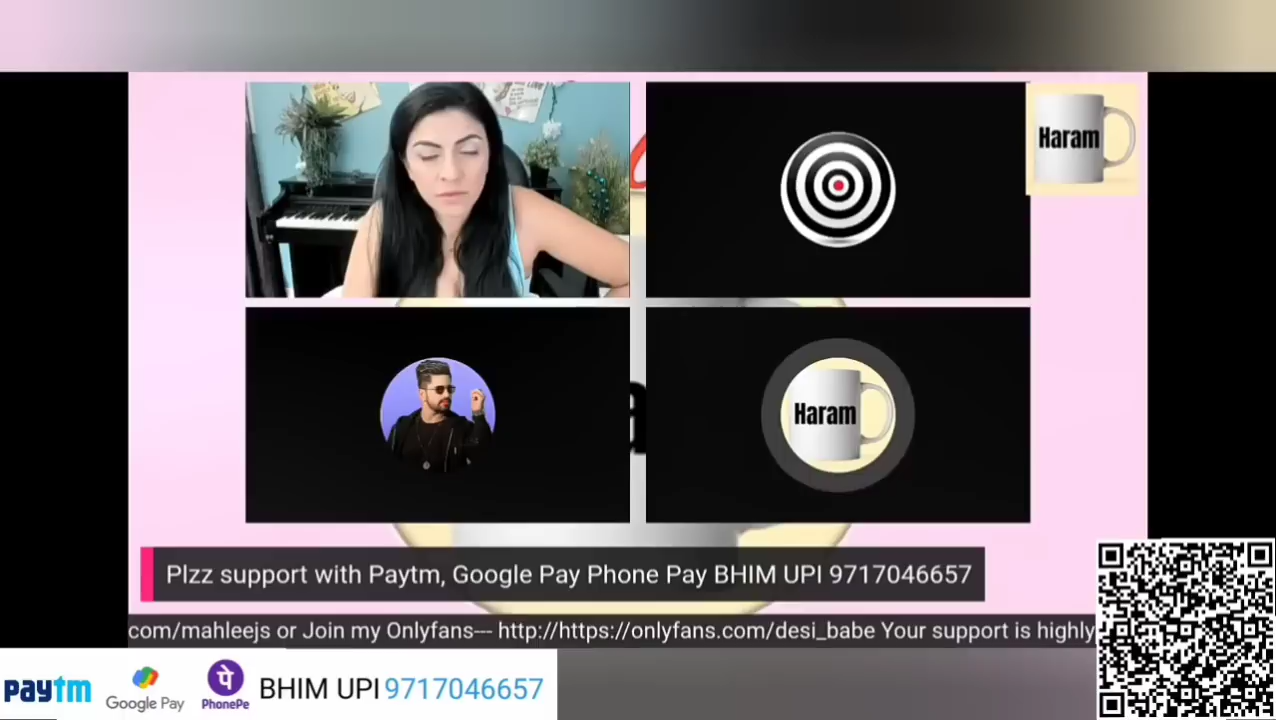 Haram
Haram
Plzz support with Paytm, Google Pay Phone Pay BHIM UPI 9717046657
com/mahleejs or Join my Onlyfans--- http://https://onlyfans.com/desi_babe Your support is highly
paytm Google Pay पे PhonePe BHIM UPI 9717046657